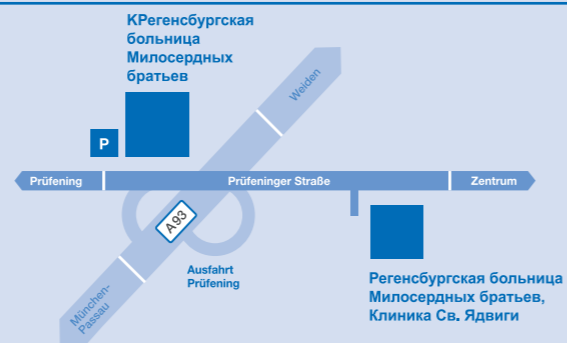 КРегенсбургская
больница
Милосердных
братьев
Weiden
P
Prüfening
Prüfeninger Straße
Zentrum
A93
Ausfahrt
Prüfening
München-
Passau
Регенсбургская больница
Милосердных братьев,
Клиника Св. Ядвиги